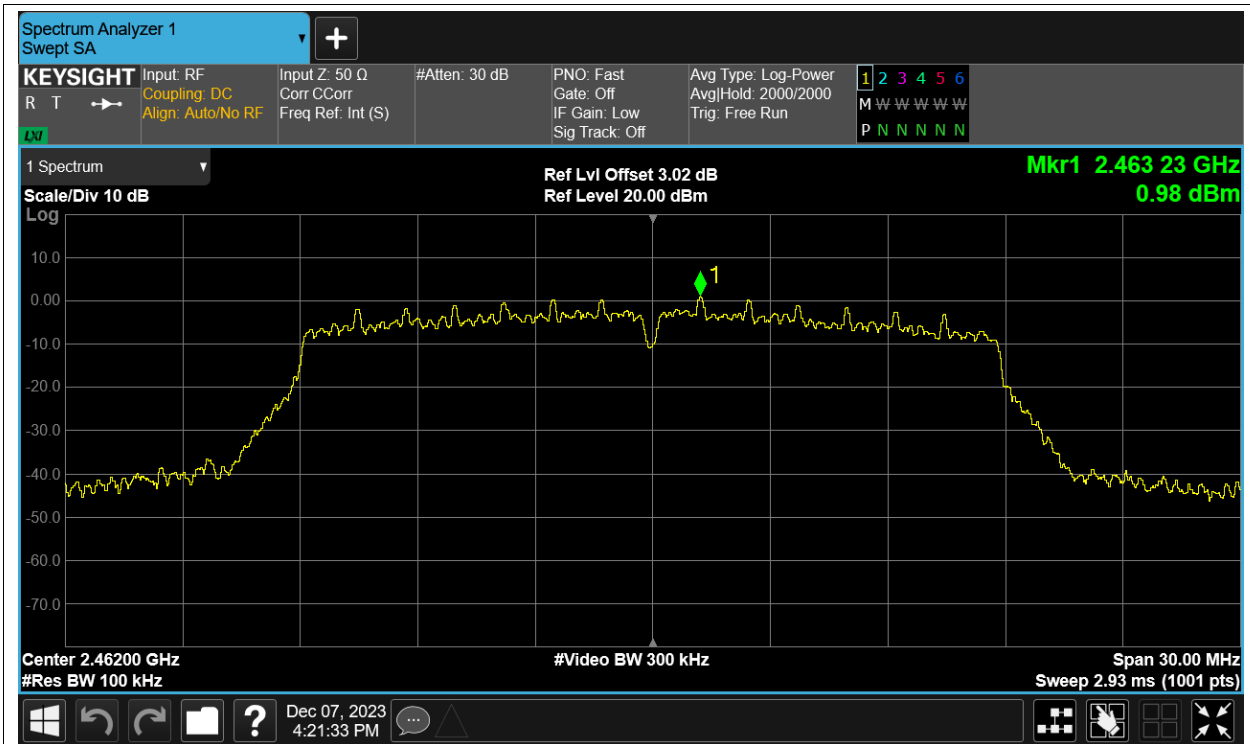 Spectrum Analyzer 1
Swept SA
KEYSIGHT
R T
LXI
Input: RF
Coupling: DC
Align: Auto/No RF
Input Z: 50 Ω
Corr CCorr
Freq Ref: Int (S)
#Atten: 30 dB
PNO: Fast
Gate: Off
IF Gain: Low
Sig Track: Off
Avg Type: Log-Power
Avg|Hold: 2000/2000
Trig: Free Run
1 2 3 4 5 6
M W W W W W
P N N N N N
1 Spectrum
Scale/Div 10 dB
Log
Ref Lvl Offset 3.02 dB
Ref Level 20.00 dBm
Mkr1 2.463 23 GHz
0.98 dBm
1
10.0
0.00
-10.0
-20.0
-30.0
-40.0
-50.0
-60.0
-70.0
Center 2.46200 GHz
#Res BW 100 kHz
#Video BW 300 kHz
Span 30.00 MHz
Sweep 2.93 ms (1001 pts)
?
Dec 07, 2023
4:21:33 PM